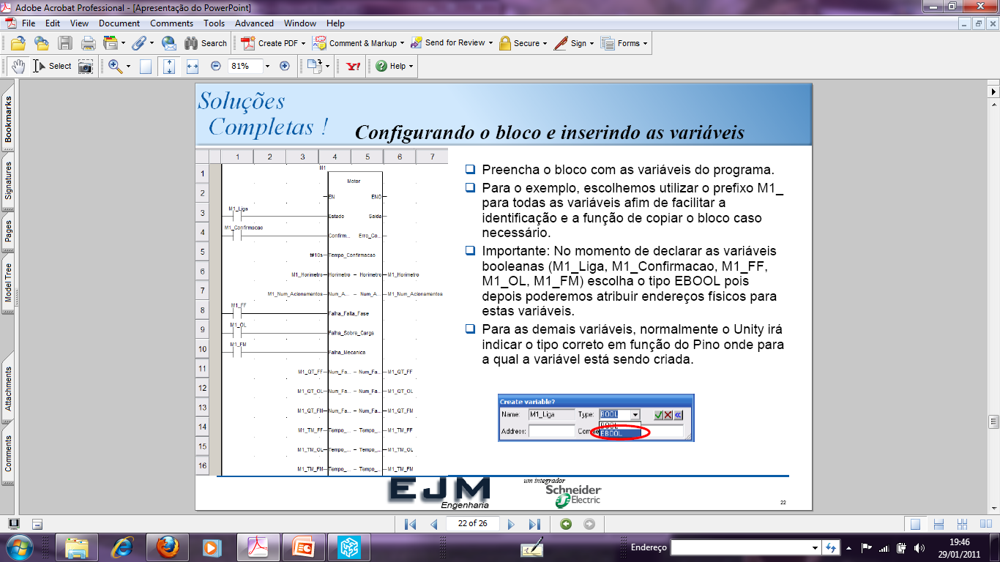 Adobe Acrobat Professional - [Apresentação do PowerPoint]
File Edit View Document Comments Tools Advanced Window Help
Search Create PDF Comment & Markup Send for Review Secure Sign Forms
Select 81% Help
Bookmarks
Signatures
Pages
Model Tree
Attachments
Comments
Soluções
Completas !
Configurando o bloco e inserindo as variáveis
1 2 3 4 5 6 7
M1
1
Motor
2 EN ENO
M1_Liga
3 Estado Saida
M1_Confirmacao
4 Confirm... Erro_Co...
5 t#10s Tempo_Confirmacao
6 M1_Horimetro Horimetro – Horimetro M1_Horimetro
7 M1_Num_Acionamentos Num_A... – Num_A... M1_Num_Acionamentos
M1_FF
8 Falha_Falta_Fase
M1_OL
9 Falha_Sobre_Carga
M1_FM
10 Falha_Mecanica
11 M1_QT_FF Num_Fa... – Num_Fa... M1_QT_FF
12 M1_QT_OL Num_Fa... – Num_Fa... M1_QT_OL
13 M1_QT_FM Num_Fa... – Num_Fa... M1_QT_FM
14 M1_TM_FF Tempo_... – Tempo_... M1_TM_FF
15 M1_TM_OL Tempo_... – Tempo_... M1_TM_OL
16 M1_TM_FM Tempo_... – Tempo_... M1_TM_FM
Preencha o bloco com as variáveis do programa.
Para o exemplo, escolhemos utilizar o prefixo M1_
para todas as variáveis afim de facilitar a
identificação e a função de copiar o bloco caso
necessário.
Importante: No momento de declarar as variáveis
booleanas (M1_Liga, M1_Confirmacao, M1_FF,
M1_OL, M1_FM) escolha o tipo EBOOL pois
depois poderemos atribuir endereços físicos para
estas variáveis.
Para as demais variáveis, normalmente o Unity irá
indicar o tipo correto em função do Pino onde para
a qual a variável está sendo criada.
Create variable?
Name: M1_Liga Type: BOOL
BOOL
Address: EBOOL
EJM
Engenharia
um integrador
Schneider
Electric
22
22 of 26
Endereço
19:46
29/01/2011